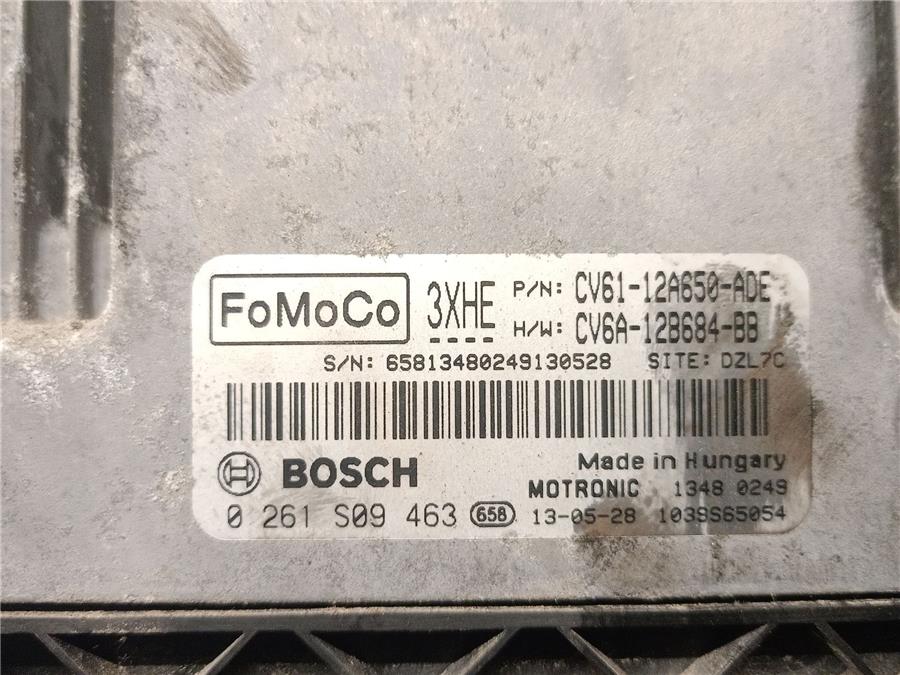 FoMoCo 3XHE P/N: CV61-12A650-ADE
H/W: CV6A-12B684-BB
S/N: 65813480249130528 SITE: DZL7C
BOSCH Made in Hungary
MOTRONIC 1348 0249
0 261 S09 463 658 13-05-28 1039S65054